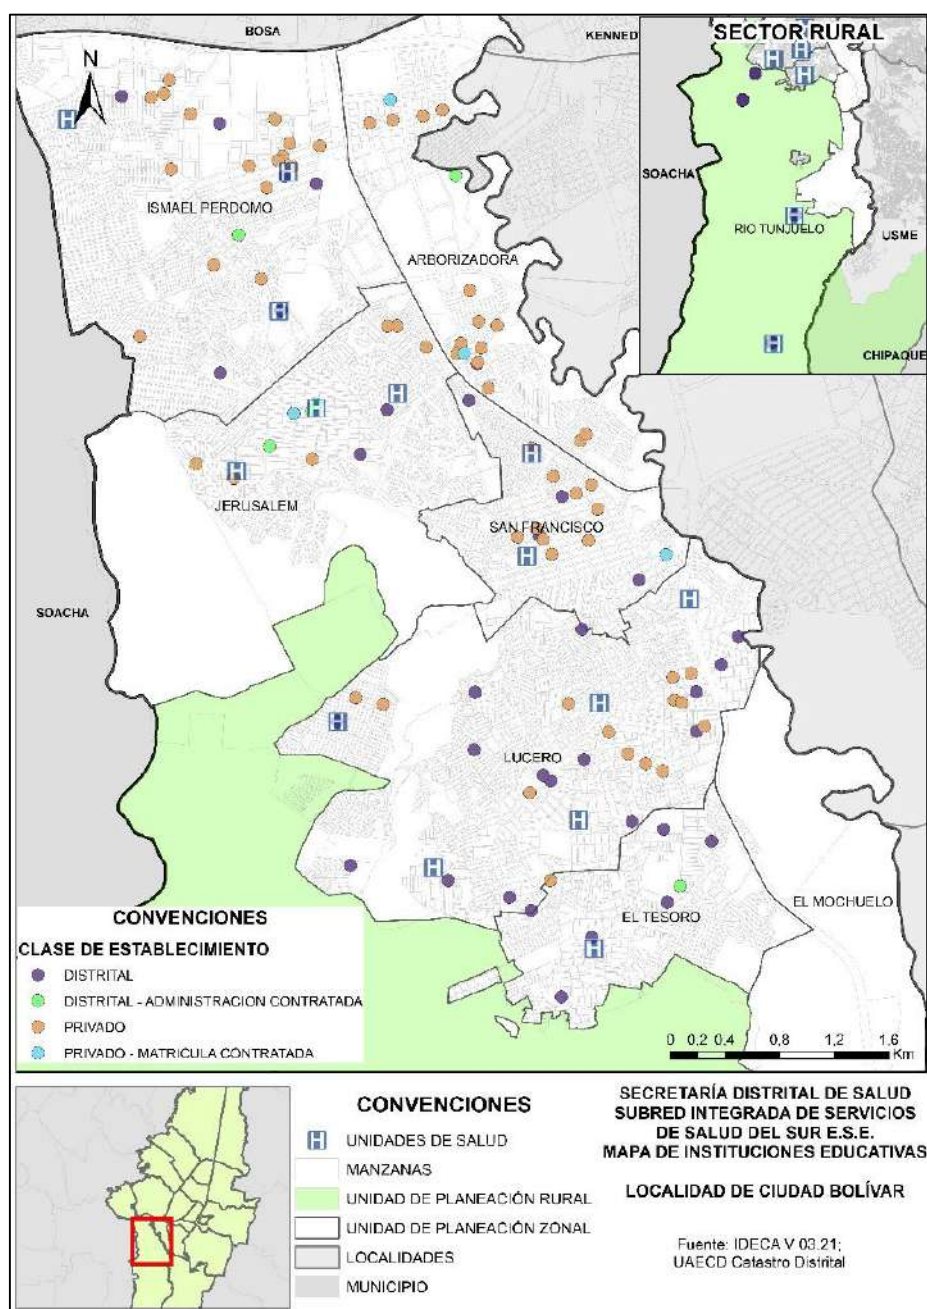 BOSA
KENNED
SECTOR RURAL
N
SOACHA
RIO TUNJUELO
USME
CHIPAQUE
ISMAEL PERDOMO
ARBORIZADORA
JERUSALEM
SAN FRANCISCO
SOACHA
LUCERO
EL TESORO
EL MOCHUELO
CONVENCIONES
CLASE DE ESTABLECIMIENTO
DISTRITAL
DISTRITAL - ADMINISTRACION CONTRATADA
PRIVADO
PRIVADO - MATRICULA CONTRATADA
0 0.2 0.4 0,8 1,2 1,6
Km
CONVENCIONES
H UNIDADES DE SALUD
MANZANAS
UNIDAD DE PLANEACIÓN RURAL
UNIDAD DE PLANEACIÓN ZONAL
LOCALIDADES
MUNICIPIO
SECRETARÍA DISTRITAL DE SALUD
SUBRED INTEGRADA DE SERVICIOS
DE SALUD DEL SUR E.S.E.
MAPA DE INSTITUCIONES EDUCATIVAS
LOCALIDAD DE CIUDAD BOLÍVAR
Fuente: IDECA V 03.21;
UAECD Catastro Distrital